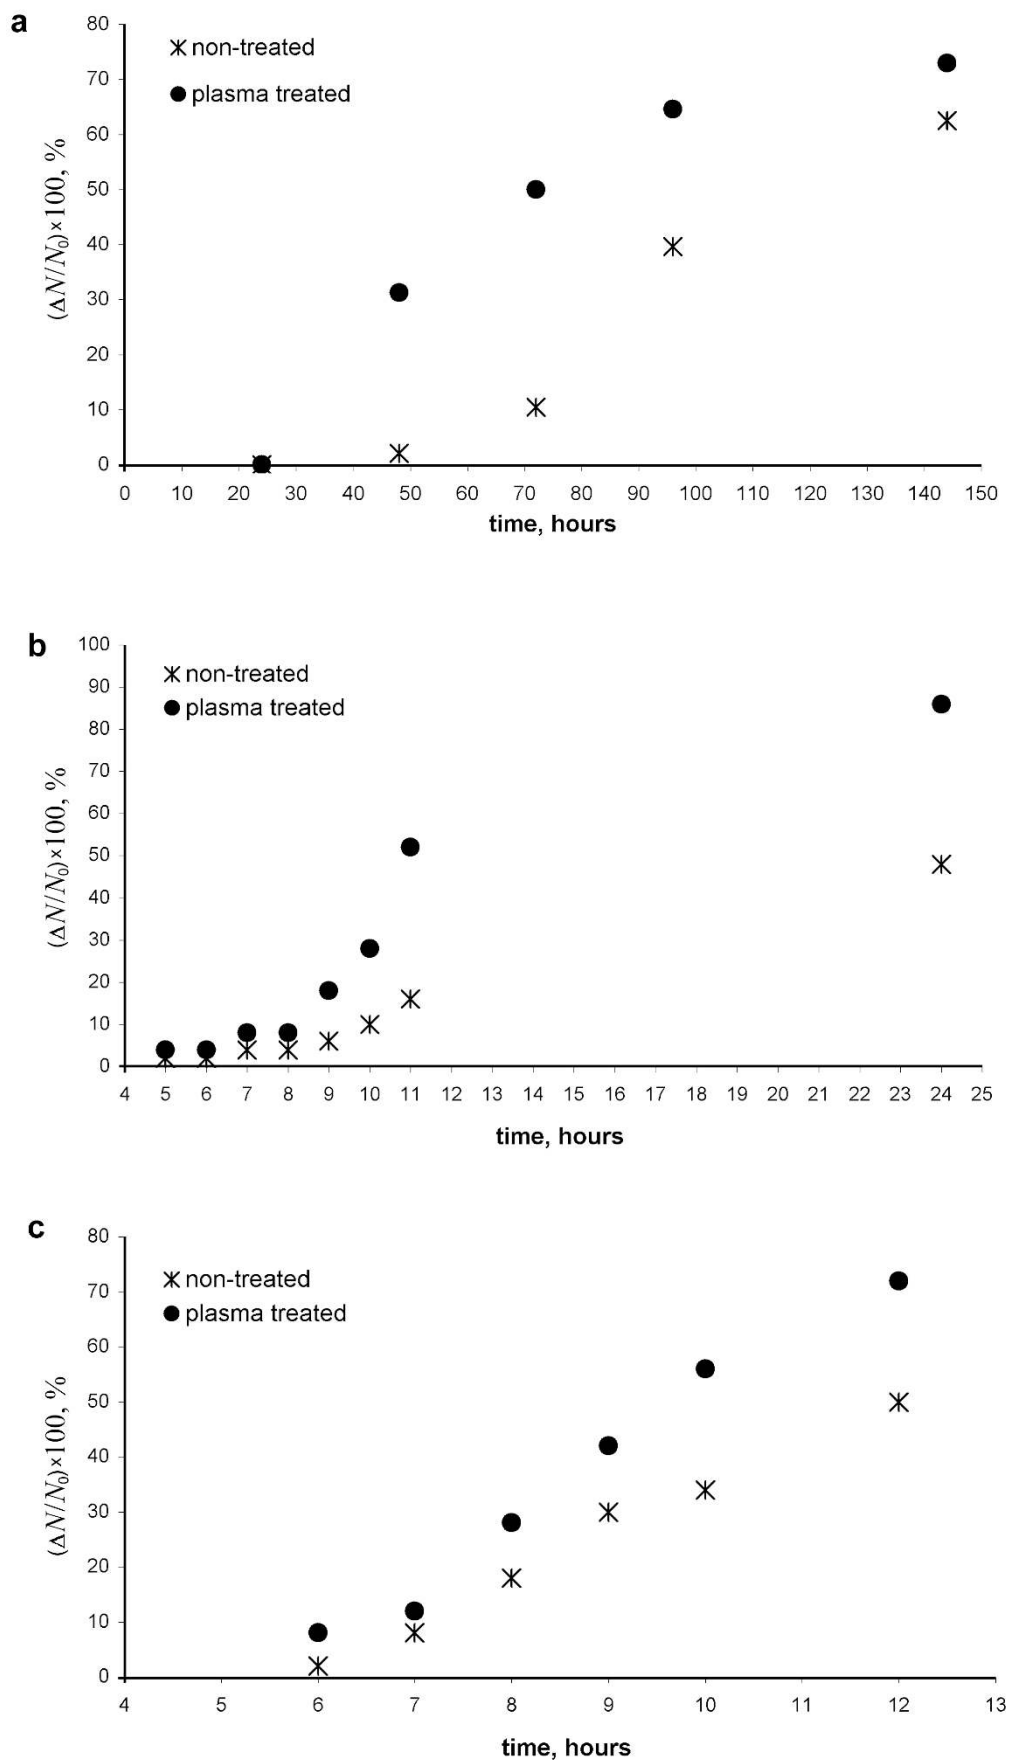 a
80
70
60
50
40
30
20
10
0
(ΔN/N₀)×100, %
non-treated
plasma treated
0 10 20 30 40 50 60 70 80 90 100 110 120 130 140 150
time, hours
b
100
90
80
70
60
50
40
30
20
10
0
(ΔN/N₀)×100, %
non-treated
plasma treated
4 5 6 7 8 9 10 11 12 13 14 15 16 17 18 19 20 21 22 23 24 25
time, hours
c
80
70
60
50
40
30
20
10
0
(ΔN/N₀)×100, %
non-treated
plasma treated
4 5 6 7 8 9 10 11 12 13
time, hours